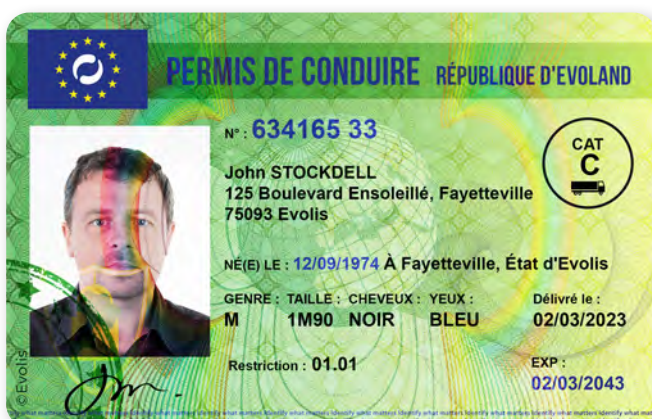 PERMIS DE CONDUIRE RÉPUBLIQUE D'EVOLAND
N° : 634165 33
CAT
C
John STOCKDELL
125 Boulevard Ensoleillé, Fayetteville
75093 Evolis
NÉ(E) LE : 12/09/1974 À Fayetteville, État d'Evolis
GENRE : TAILLE : CHEVEUX : YEUX : Délivré le :
M 1M90 NOIR BLEU 02/03/2023
Restriction : 01.01 EXP :
02/03/2043
©Evolis